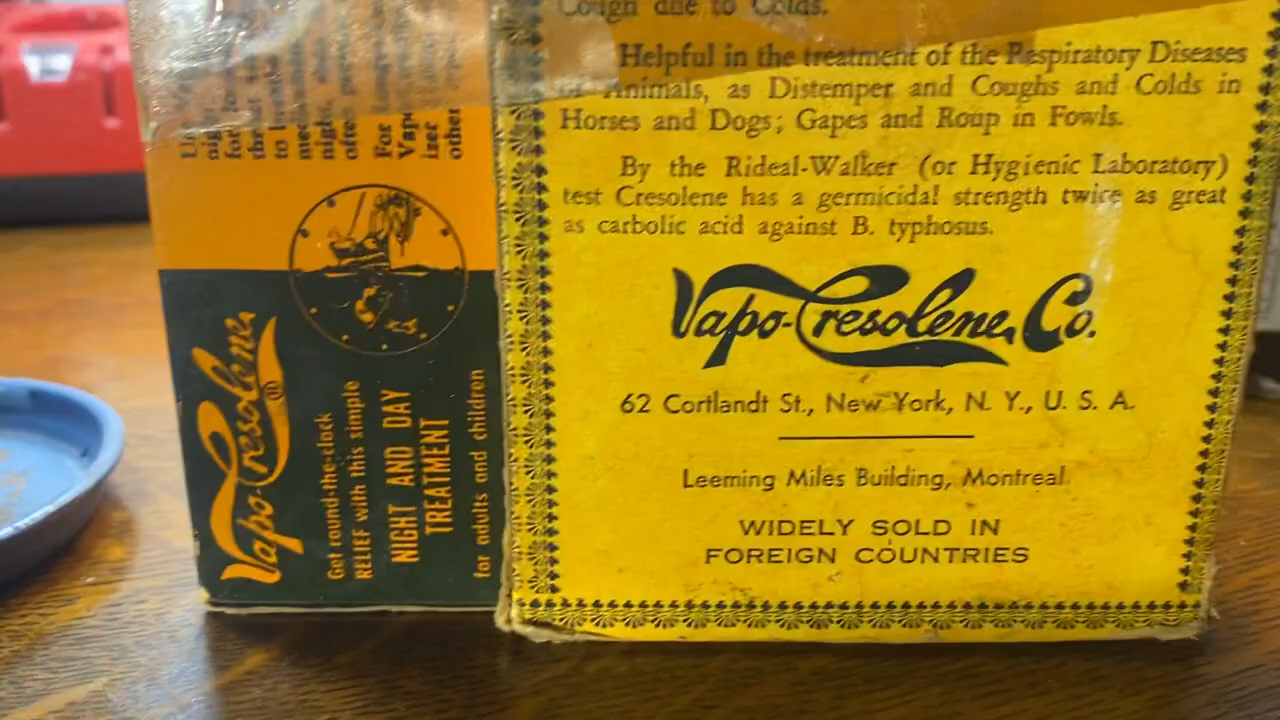 Cough due to Colds.
Helpful in the treatment of the Respiratory Diseases
of Animals, as Distemper and Coughs and Colds in
Horses and Dogs; Gapes and Roup in Fowls.
By the Rideal-Walker (or Hygienic Laboratory)
test Cresolene has a germicidal strength twice as great
as carbolic acid against B. typhosus.
Vapo-Cresolene Co.
62 Cortlandt St., New York, N. Y., U. S. A.
Leeming Miles Building, Montreal
WIDELY SOLD IN
FOREIGN COUNTRIES
Vapo-Cresolene ®
Get round-the-clock
RELIEF with this simple
NIGHT AND DAY
TREATMENT
for adults and children
to
For
other